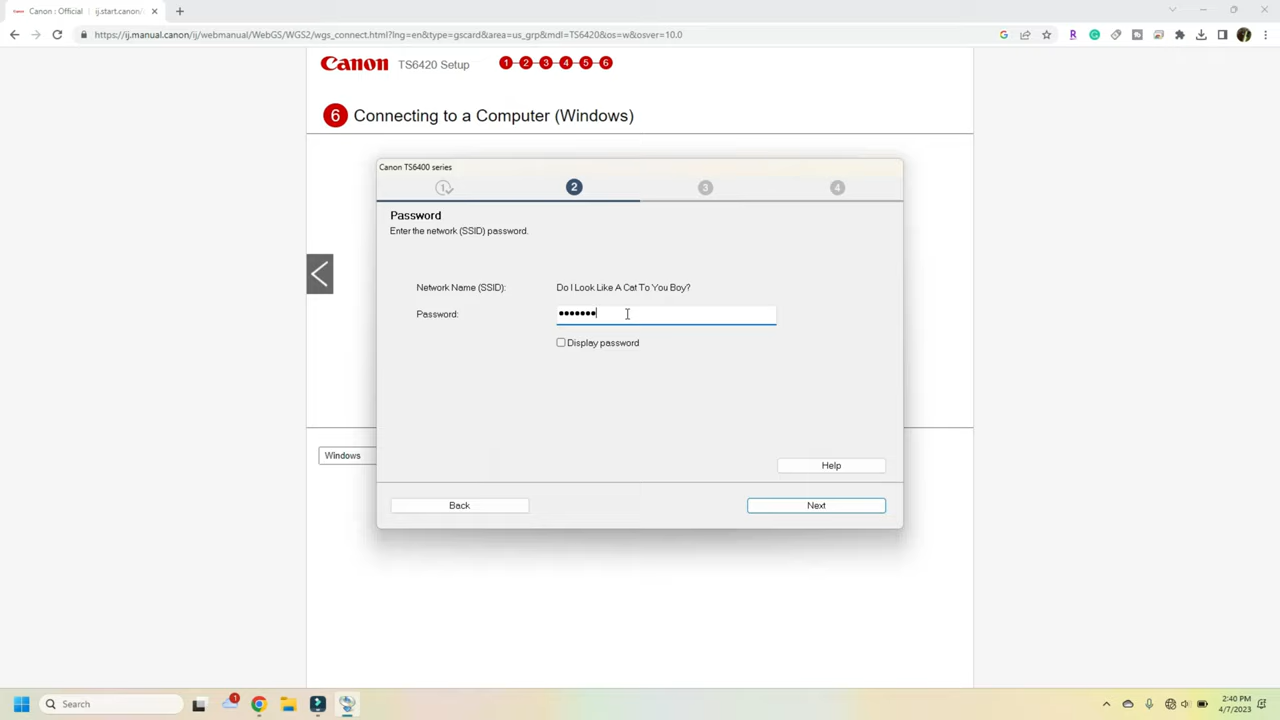 Canon : Official | ij.start.canon/
ij.manual.canon/ij/webmanual/WebGS/WGS2/wgs_connect.html?lng=en&type=gscard&area=us_grp&mdl=TS6420&os=w&osver=10.0
https://
Canon TS6420 Setup 1 2 3 4 5 6
6 Connecting to a Computer (Windows)
Canon TS6400 series
1 2 3 4
Password
Enter the network (SSID) password.
Network Name (SSID): Do I Look Like A Cat To You Boy?
Password: •••••••
Display password
Windows
Help
Back Next
Search 1
2:40 PM
4/7/2023